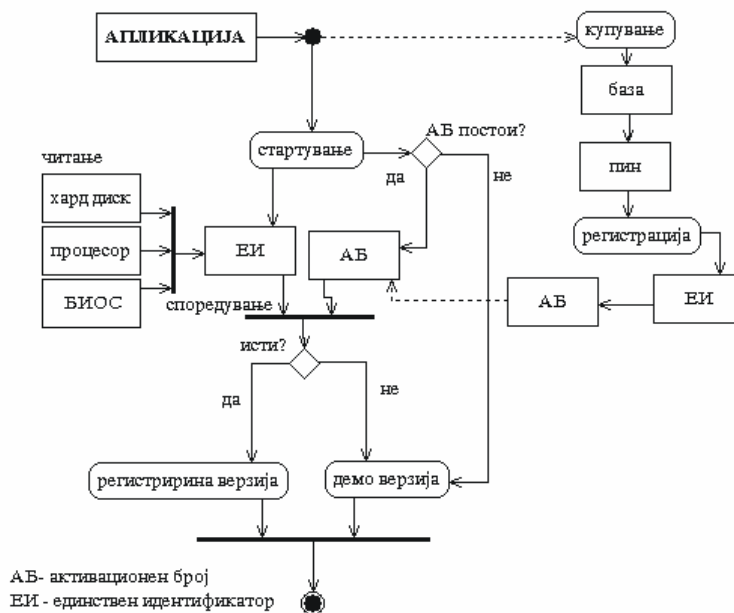 АПЛИКАЦИЈА
купување
база
АБ постои?
стартување
да
не
пин
читање
хард диск
регистрација
процесор
ЕИ
АБ
БИОС
споредување
АБ
ЕИ
исти?
да
не
регистририна верзија
демо верзија
АБ- активационен број
ЕИ - единствен идентификатор